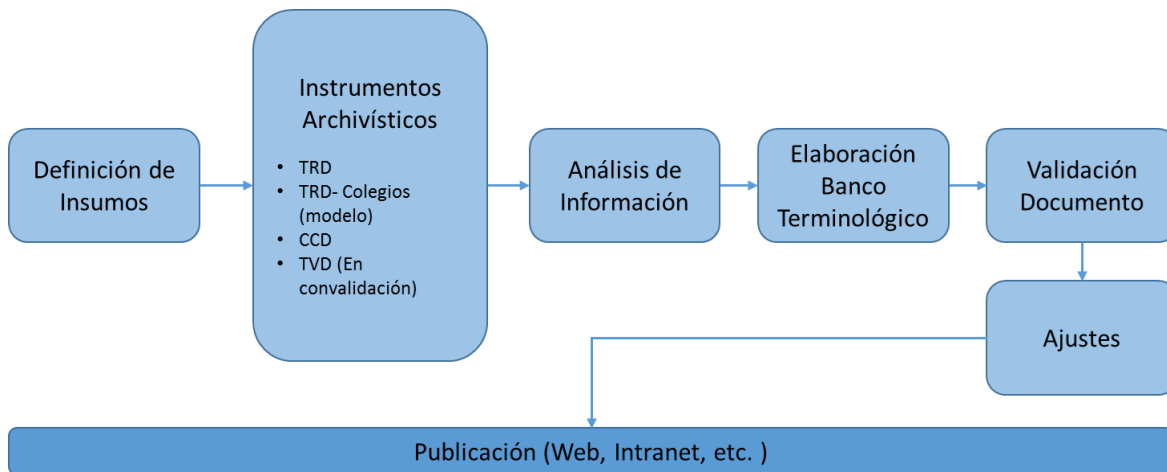 Definición de
Insumos
Instrumentos
Archivísticos
• TRD
• TRD- Colegios
(modelo)
• CCD
• TVD (En
convalidación)
Análisis de
Información
Elaboración
Banco
Terminológico
Validación
Documento
Ajustes
Publicación (Web, Intranet, etc. )